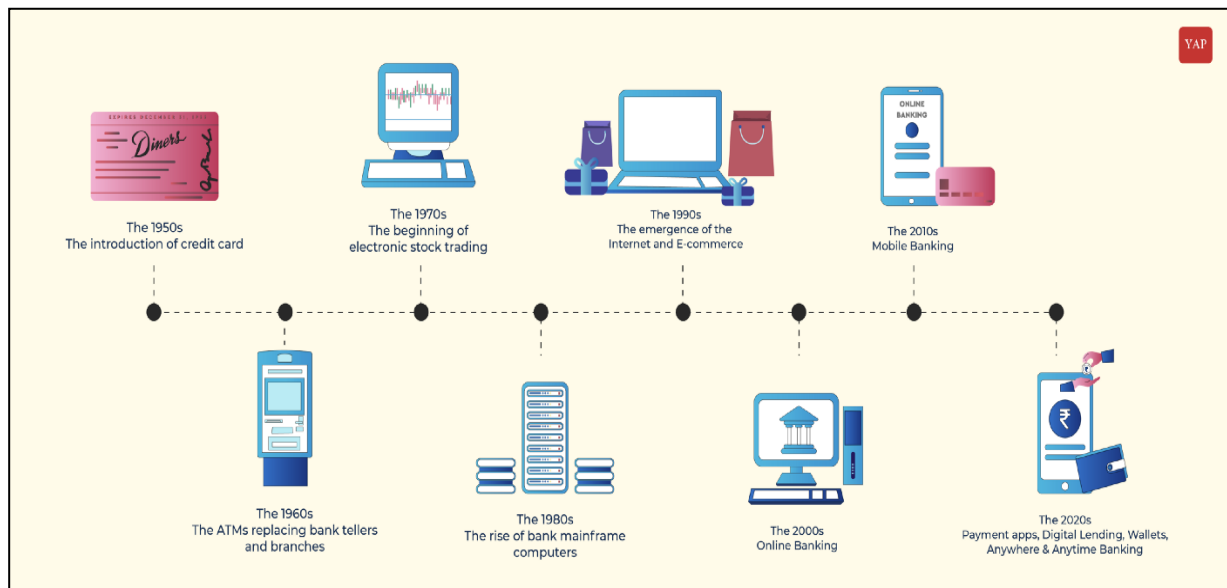 YAP
EXPIRES DECEMBER 31,
Diners
The 1950s
The introduction of credit card
The 1960s
The ATMs replacing bank tellers
and branches
The 1970s
The beginning of
electronic stock trading
The 1980s
The rise of bank mainframe
computers
The 1990s
The emergence of the
Internet and E-commerce
The 2000s
Online Banking
ONLINE
BANKING
The 2010s
Mobile Banking
₹
The 2020s
Payment apps, Digital Lending, Wallets,
Anywhere & Anytime Banking